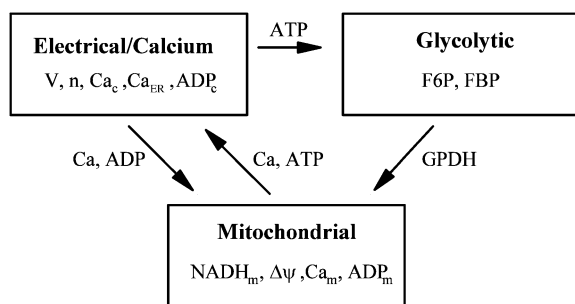 Electrical/Calcium
V, n, Ca_c ,Ca_ER ,ADP_c
ATP
Glycolytic
F6P, FBP
Ca, ADP
Ca, ATP
GPDH
Mitochondrial
NADH_m, Δψ ,Ca_m, ADP_m